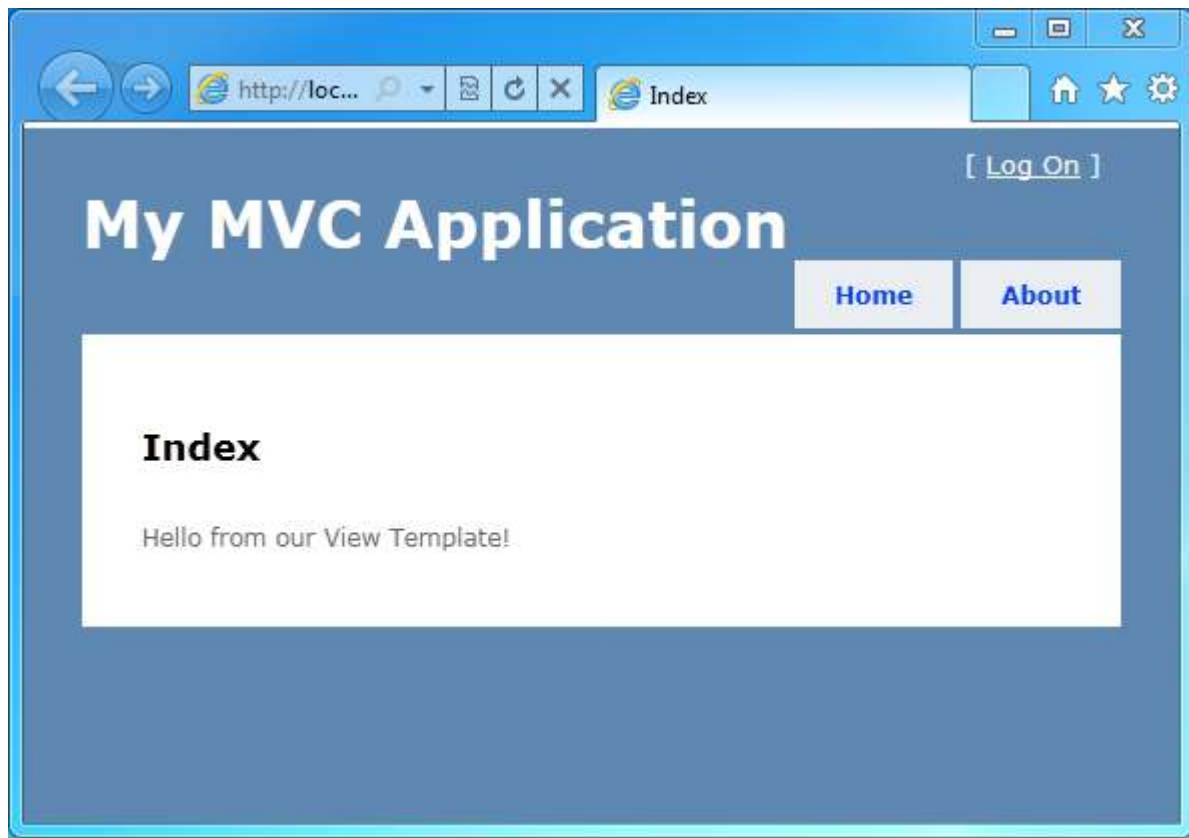 http://loc...
Index
[ Log On ]
My MVC Application
Home
About
Index
Hello from our View Template!